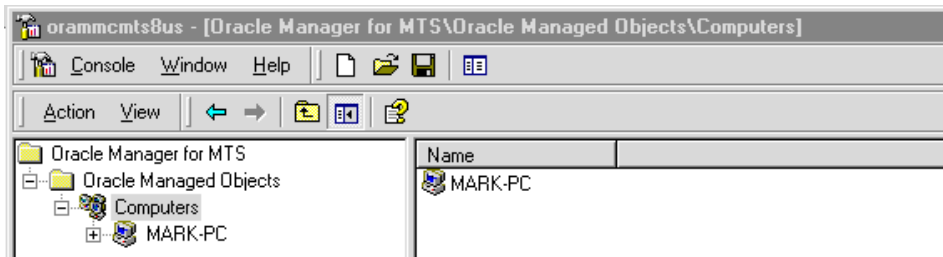 orammcmts8us - [Oracle Manager for MTS\Oracle Managed Objects\Computers]
Console Window Help
Action View
Oracle Manager for MTS
Name
Oracle Managed Objects
MARK-PC
Computers
MARK-PC